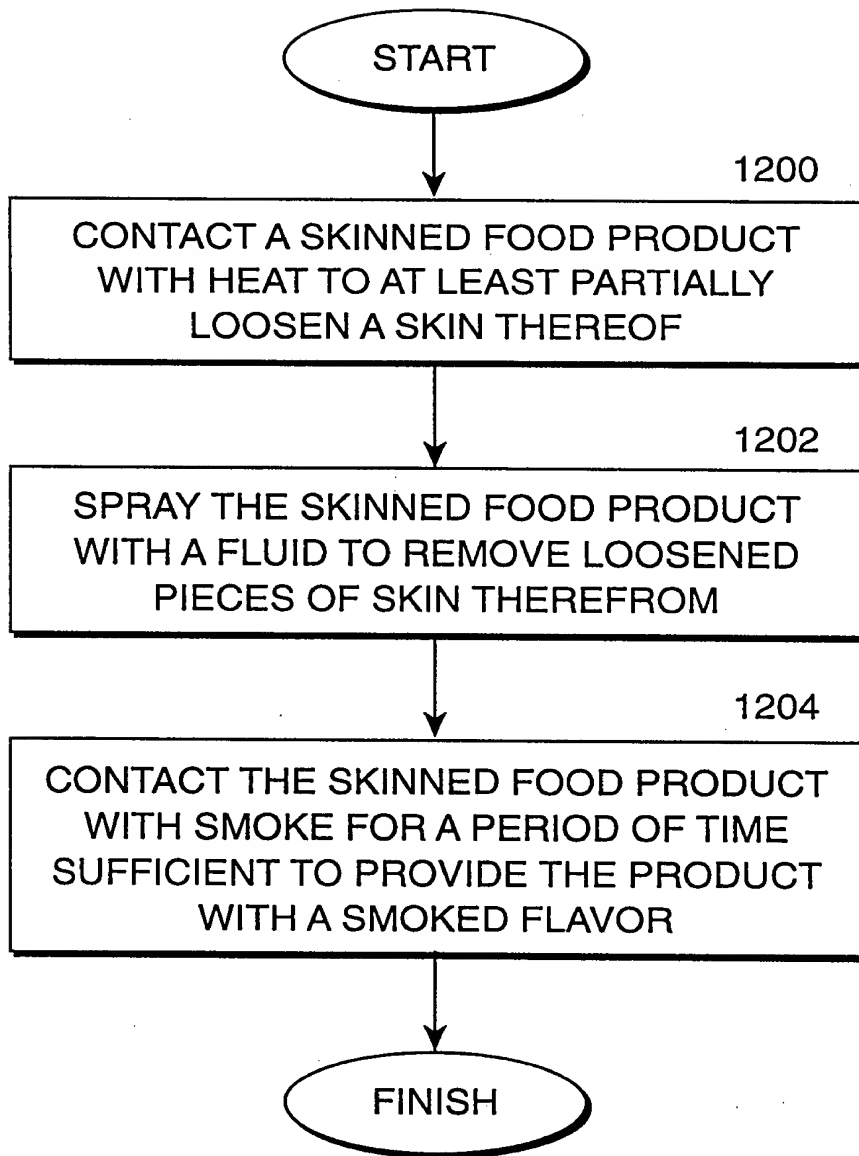 START
1200
CONTACT A SKINNED FOOD PRODUCT
WITH HEAT TO AT LEAST PARTIALLY
LOOSEN A SKIN THEREOF
1202
SPRAY THE SKINNED FOOD PRODUCT
WITH A FLUID TO REMOVE LOOSENED
PIECES OF SKIN THEREFROM
1204
CONTACT THE SKINNED FOOD PRODUCT
WITH SMOKE FOR A PERIOD OF TIME
SUFFICIENT TO PROVIDE THE PRODUCT
WITH A SMOKED FLAVOR
FINISH